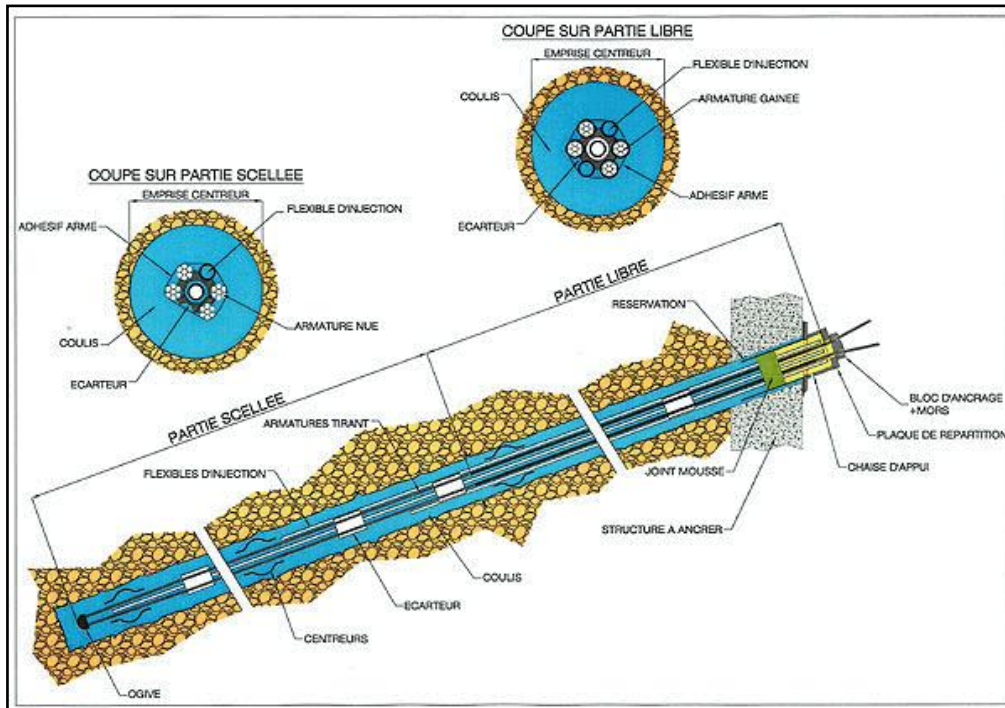 COUPE SUR PARTIE LIBRE
EMPRISE CENTREUR
FLEXIBLE D'INJECTION
COULIS
ARMATURE GAINEE
ADHESIF ARME
ECARTEUR
COUPE SUR PARTIE SCELLEE
EMPRISE CENTREUR
FLEXIBLE D'INJECTION
ADHESIF ARME
COULIS
ARMATURE NUE
ECARTEUR
PARTIE LIBRE
PARTIE SCELLEE
RESERVATION
ARMATURES TIRANT
FLEXIBLES D'INJECTION
BLOC D'ANCRAGE
+MORS
PLAQUE DE REPARTITION
JOINT MOUSSE
CHAISE D'APPUI
STRUCTURE A ANCRER
COULIS
ECARTEUR
CENTREURS
OGIVE